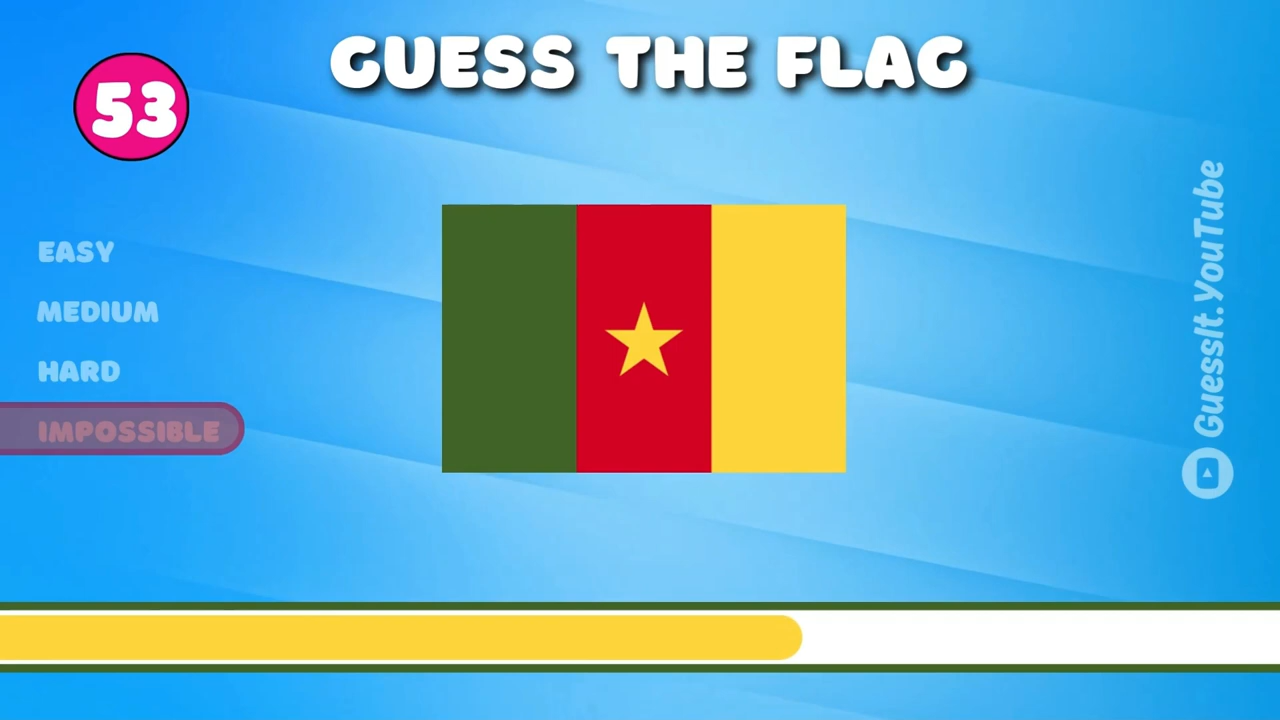 GUESS THE FLAG
53
EASY
MEDIUM
HARD
IMPOSSIBLE
GuessIt.YouTube